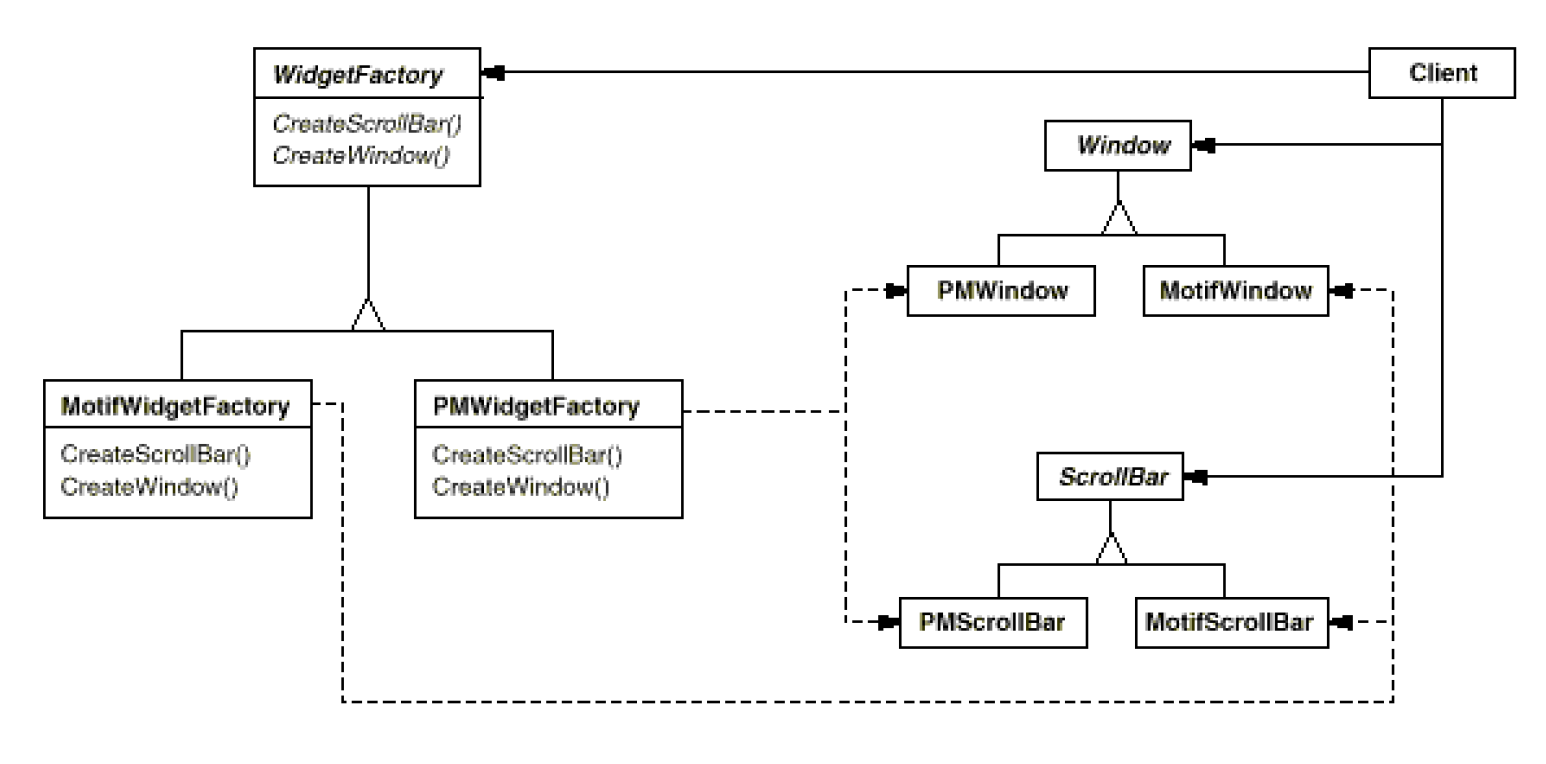 WidgetFactory
CreateScrollBar()
CreateWindow()
Client
Window
PMWindow
MotifWindow
MotifWidgetFactory
CreateScrollBar()
CreateWindow()
PMWidgetFactory
CreateScrollBar()
CreateWindow()
ScrollBar
PMScrollBar
MotifScrollBar